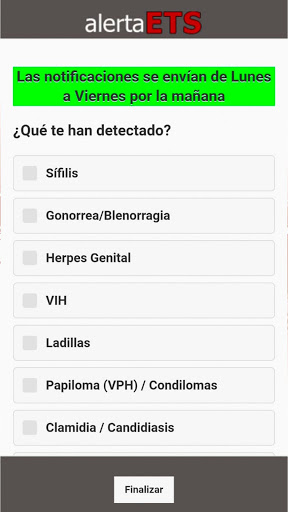 alertaETS
Las notificaciones se envían de Lunes
a Viernes por la mañana
¿Qué te han detectado?
Sífilis
Gonorrea/Blenorragia
Herpes Genital
VIH
Ladillas
Papiloma (VPH) / Condilomas
Clamidia / Candidiasis
Finalizar